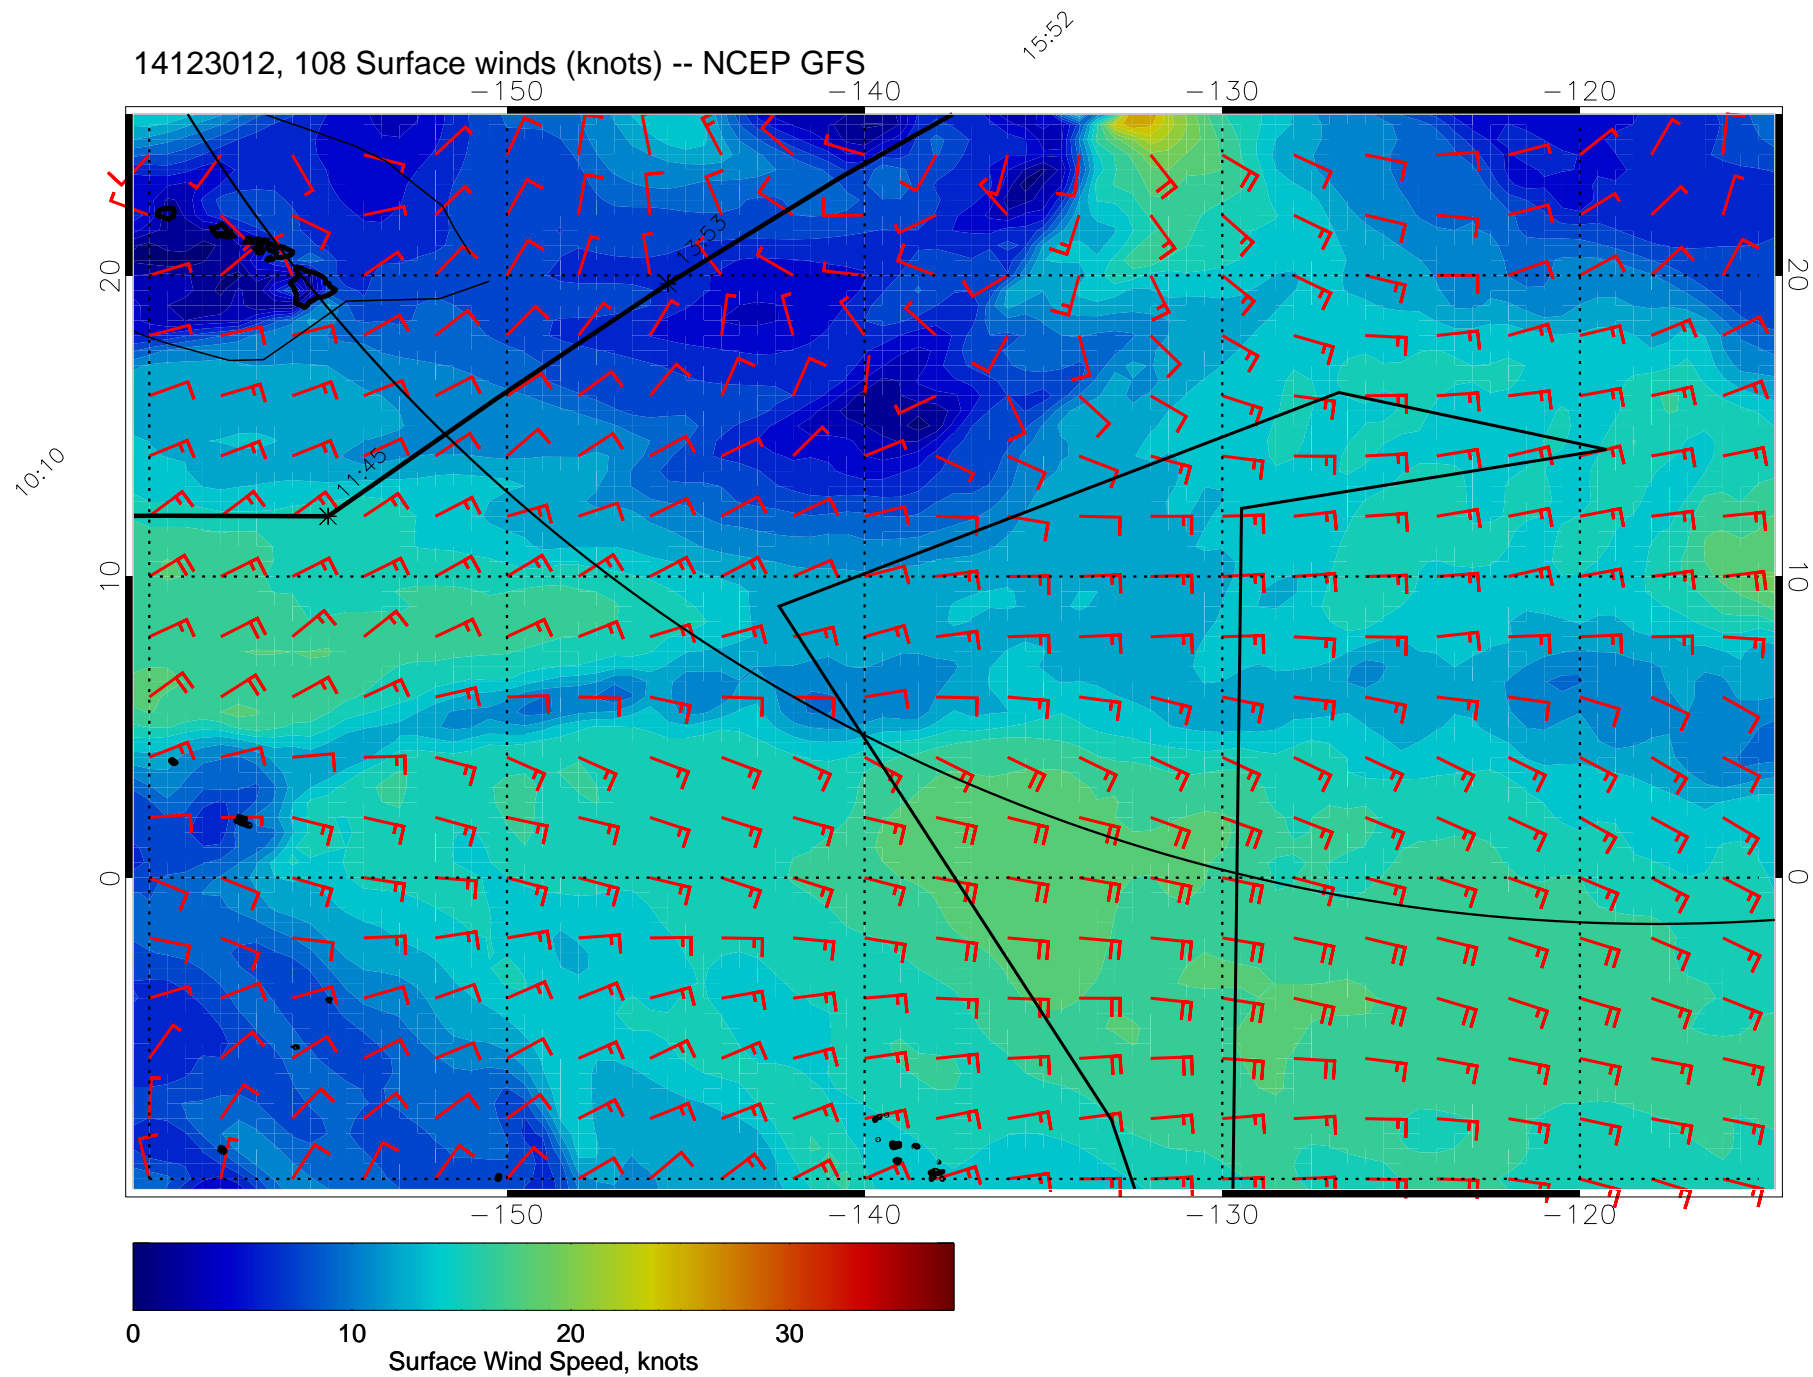 15:52
14123012, 108 Surface winds (knots) -- NCEP GFS
-150 -140 -130 -120
13:53
20 20
10:10
11:45
10 10
0 0
-150 -140 -130 -120
0 10 20 30
Surface Wind Speed, knots